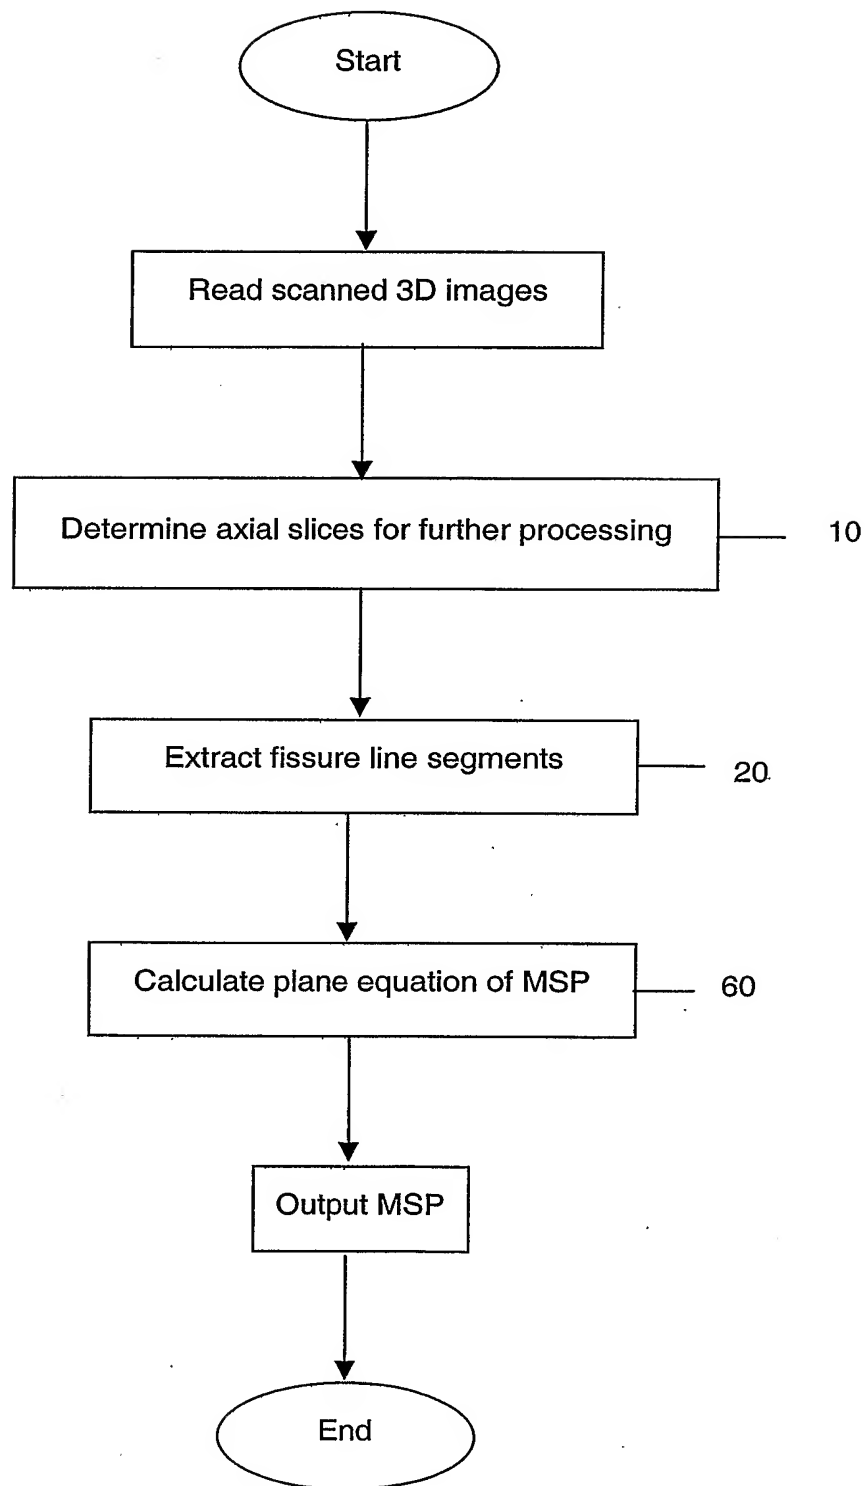 Start
Read scanned 3D images
Determine axial slices for further processing
10
Extract fissure line segments
20
Calculate plane equation of MSP
60
Output MSP
End